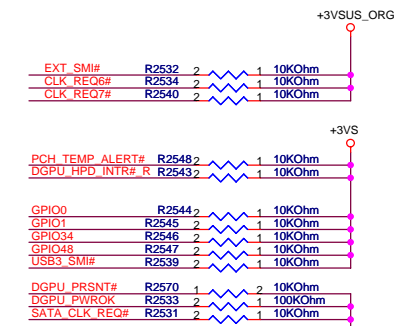 +3VSUS_ORG
EXT_SMI# R2532 2 1 10KOhm
CLK_REQ6# R2534 2 1 10KOhm
CLK_REQ7# R2540 2 1 10KOhm
+3VS
PCH_TEMP_ALERT# R2548 2 1 10KOhm
DGPU_HPD_INTR#_R R2543 2 1 10KOhm
GPIO0 R2544 2 1 10KOhm
GPIO1 R2545 2 1 10KOhm
GPIO34 R2546 2 1 10KOhm
GPIO48 R2547 2 1 10KOhm
USB3_SMI# R2539 2 1 10KOhm
DGPU_PRSNT# R2570 1 2 10KOhm
DGPU_PWROK R2533 2 1 100KOhm
SATA_CLK_REQ# R2531 2 1 10KOhm